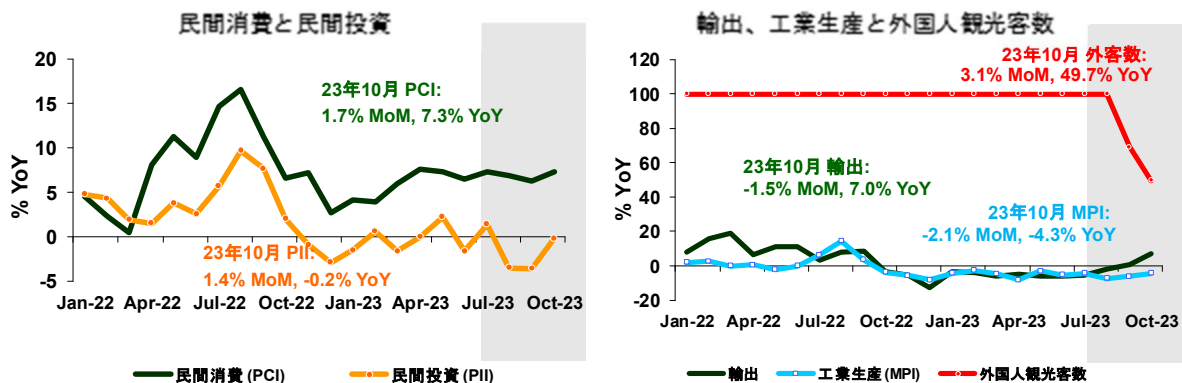 民間消費と民間投資
20
15
10
5
0
-5
% YoY
23年10月 PCI:
1.7% MoM, 7.3% YoY
23年10月 PII:
1.4% MoM, -0.2% YoY
Jan-22 Apr-22 Jul-22 Oct-22 Jan-23 Apr-23 Jul-23 Oct-23
民間消費 (PCI) 民間投資 (PII)
輸出、工業生産と外国人観光客数
120
100
80
60
40
20
0
-20
% YoY
23年10月 外客数:
3.1% MoM, 49.7% YoY
23年10月 輸出:
-1.5% MoM, 7.0% YoY
23年10月 MPI:
-2.1% MoM, -4.3% YoY
Jan-22 Apr-22 Jul-22 Oct-22 Jan-23 Apr-23 Jul-23 Oct-23
輸出 工業生産 (MPI) 外国人観光客数